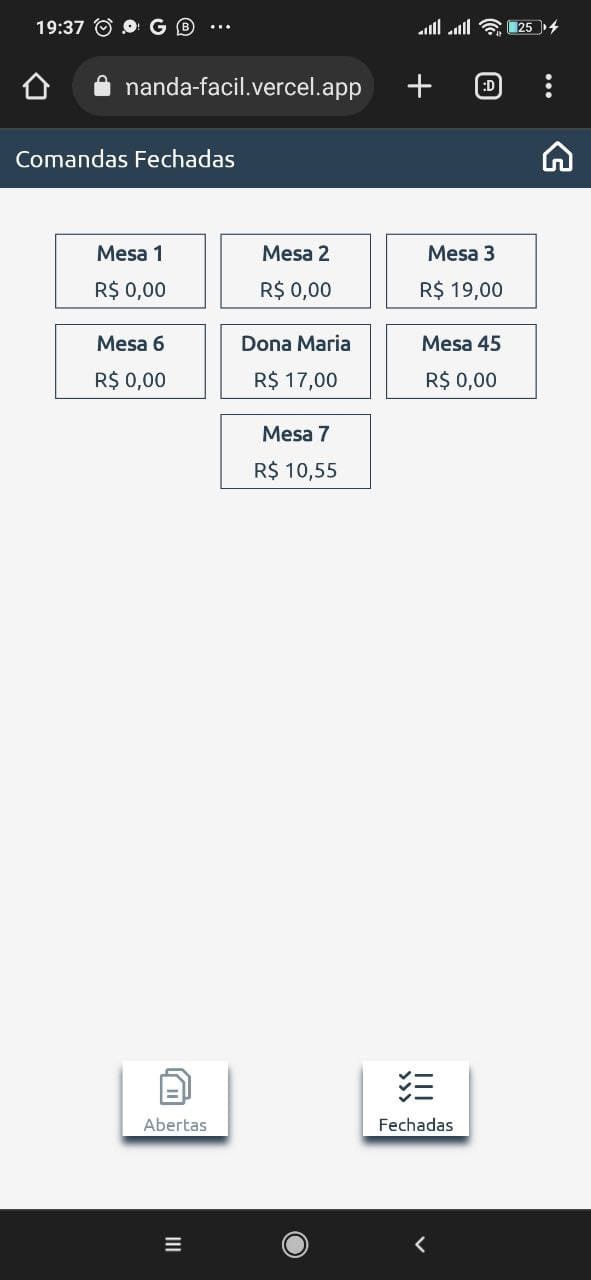 19:37
25
nanda-facil.vercel.app
:D
Comandas Fechadas
Mesa 1
R$ 0,00
Mesa 2
R$ 0,00
Mesa 3
R$ 19,00
Mesa 6
R$ 0,00
Dona Maria
R$ 17,00
Mesa 45
R$ 0,00
Mesa 7
R$ 10,55
Abertas
Fechadas